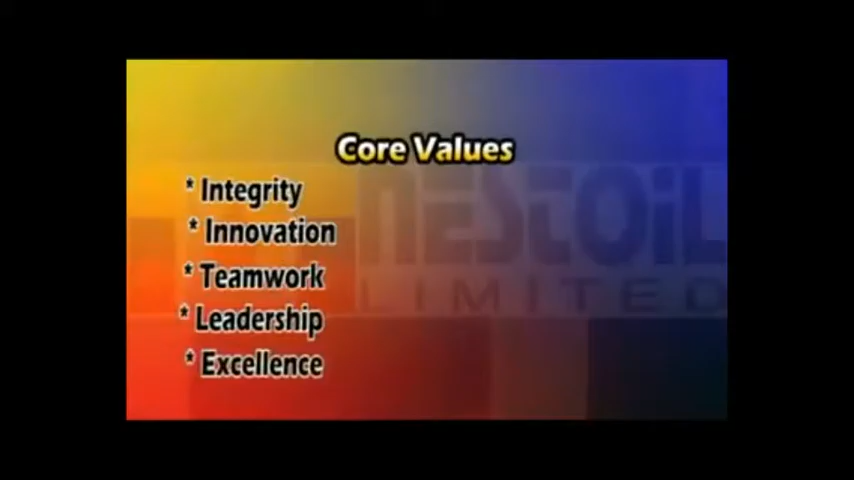 Core Values
* Integrity
* Innovation
* Teamwork
* Leadership
* Excellence
nestoil
LIMITED